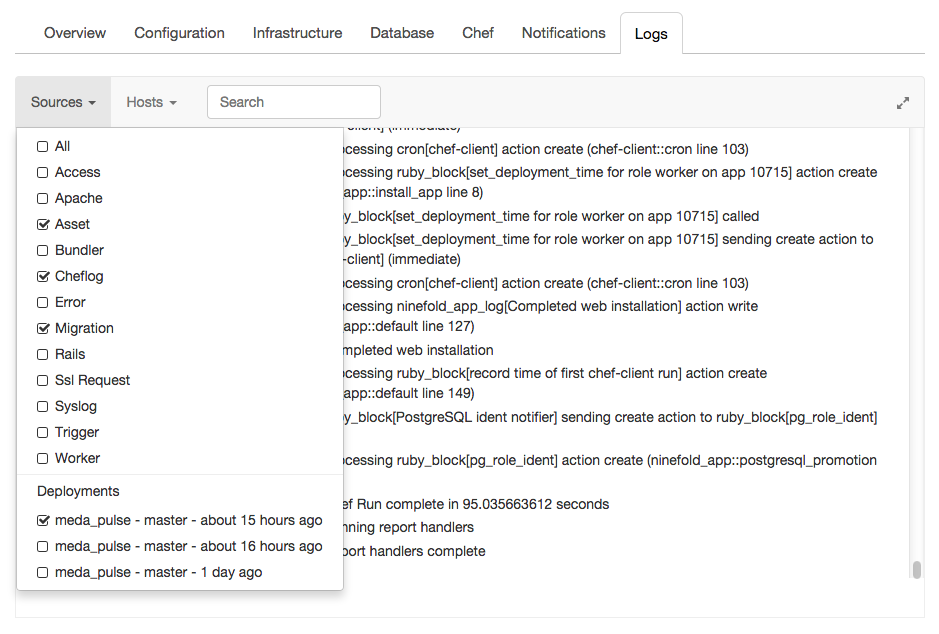 Overview Configuration Infrastructure Database Chef Notifications Logs
Sources Hosts Search
All
Access
Apache
Asset
Bundler
Cheflog
Error
Migration
Rails
Ssl Request
Syslog
Trigger
Worker
Deployments
meda_pulse - master - about 15 hours ago
meda_pulse - master - about 16 hours ago
meda_pulse - master - 1 day ago
(immediate)
cron[chef-client] action create (chef-client::cron line 103)
ruby_block[set_deployment_time for role worker on app 10715] action create
app::install_app line 8)
y_block[set_deployment_time for role worker on app 10715] called
y_block[set_deployment_time for role worker on app 10715] sending create action to
-client] (immediate)
cessing cron[chef-client] action create (chef-client::cron line 103)
cessing ninefold_app_log[Completed web installation] action write
app::default line 127)
mpleted web installation
cessing ruby_block[record time of first chef-client run] action create
app::default line 149)
y_block[PostgreSQL ident notifier] sending create action to ruby_block[pg_role_ident]
cessing ruby_block[pg_role_ident] action create (ninefold_app::postgresql_promotion
ef Run complete in 95.035663612 seconds
nning report handlers
port handlers complete